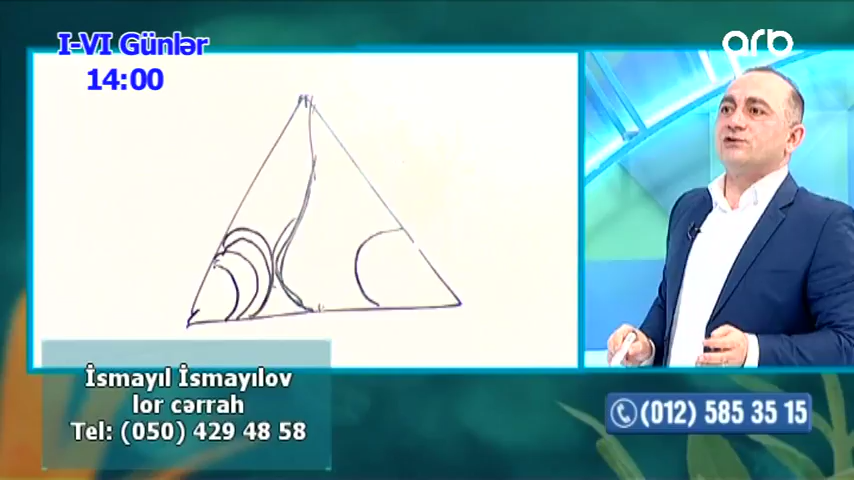 I-VI Günlər
14:00
arb
İsmayıl İsmayılov
lor cərrah
Tel: (050) 429 48 58
(012) 585 35 15